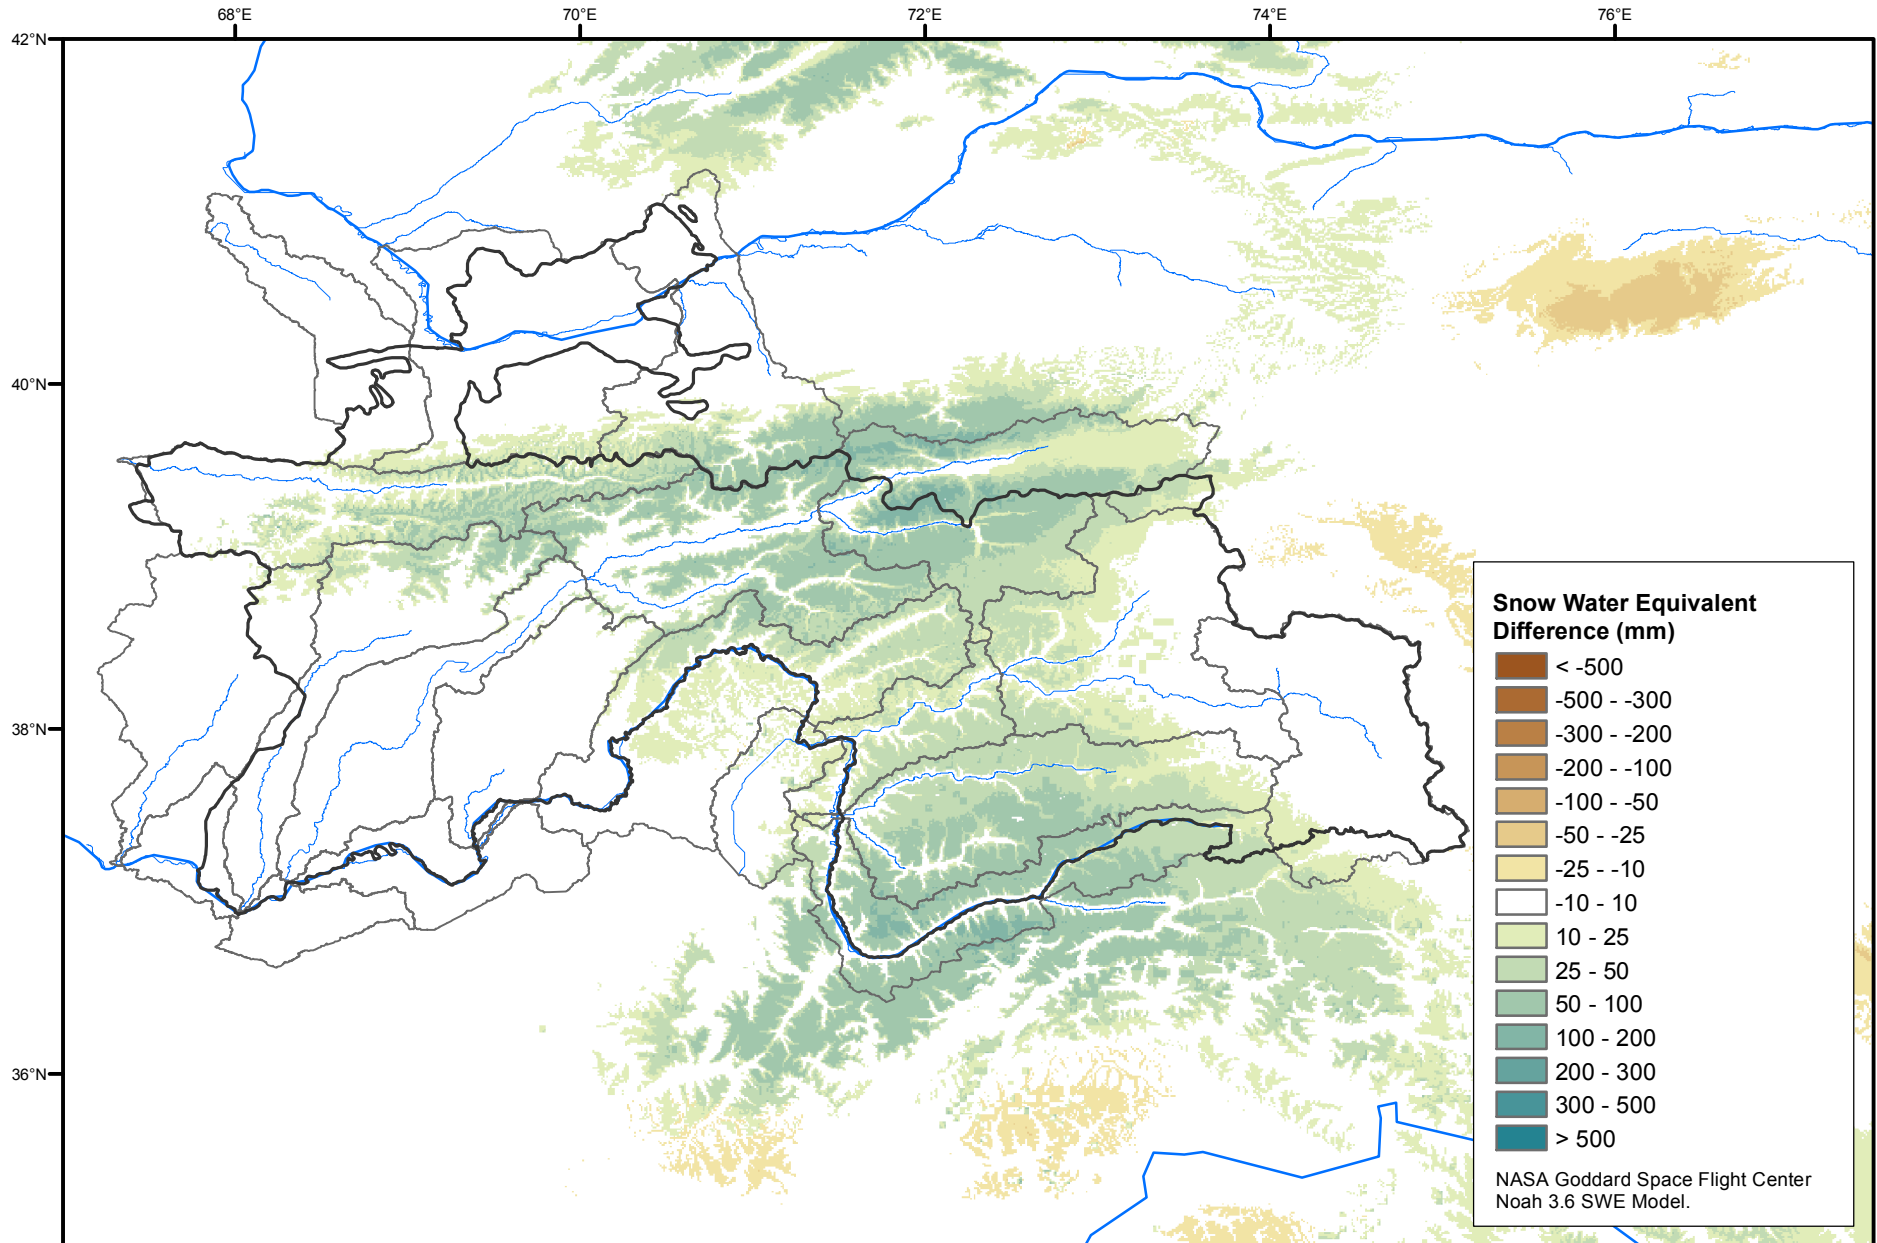 68°E
70°E
72°E
74°E
76°E
42°N
40°N
38°N
36°N
Snow Water Equivalent
Difference (mm)
< -500
-500 - -300
-300 - -200
-200 - -100
-100 - -50
-50 - -25
-25 - -10
-10 - 10
10 - 25
25 - 50
50 - 100
100 - 200
200 - 300
300 - 500
> 500
NASA Goddard Space Flight Center
Noah 3.6 SWE Model.